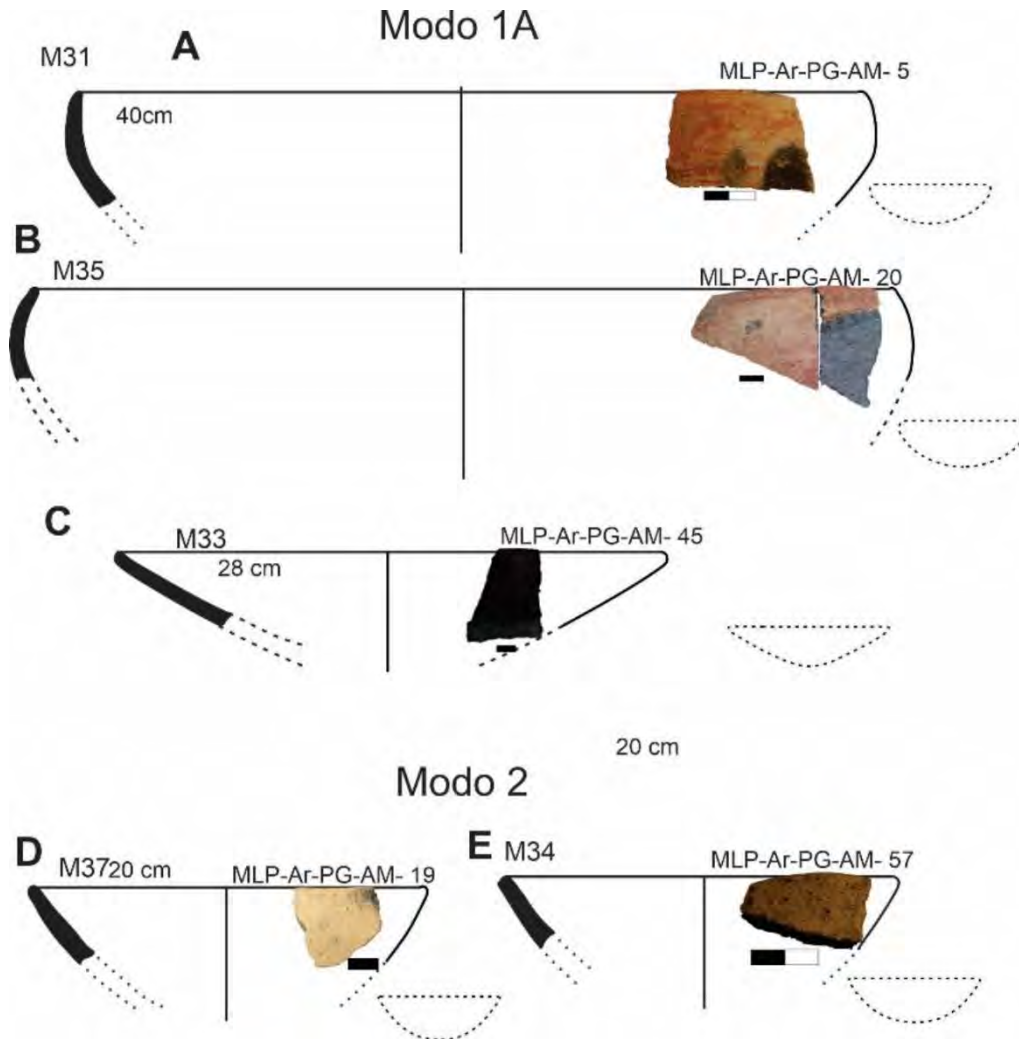 Modo 1A
A
M31
MLP-Ar-PG-AM- 5
40cm
B
M35
MLP-Ar-PG-AM- 20
C
M33
MLP-Ar-PG-AM- 45
28 cm
20 cm
Modo 2
D
M3720 cm
MLP-Ar-PG-AM- 19
E
M34
MLP-Ar-PG-AM- 57